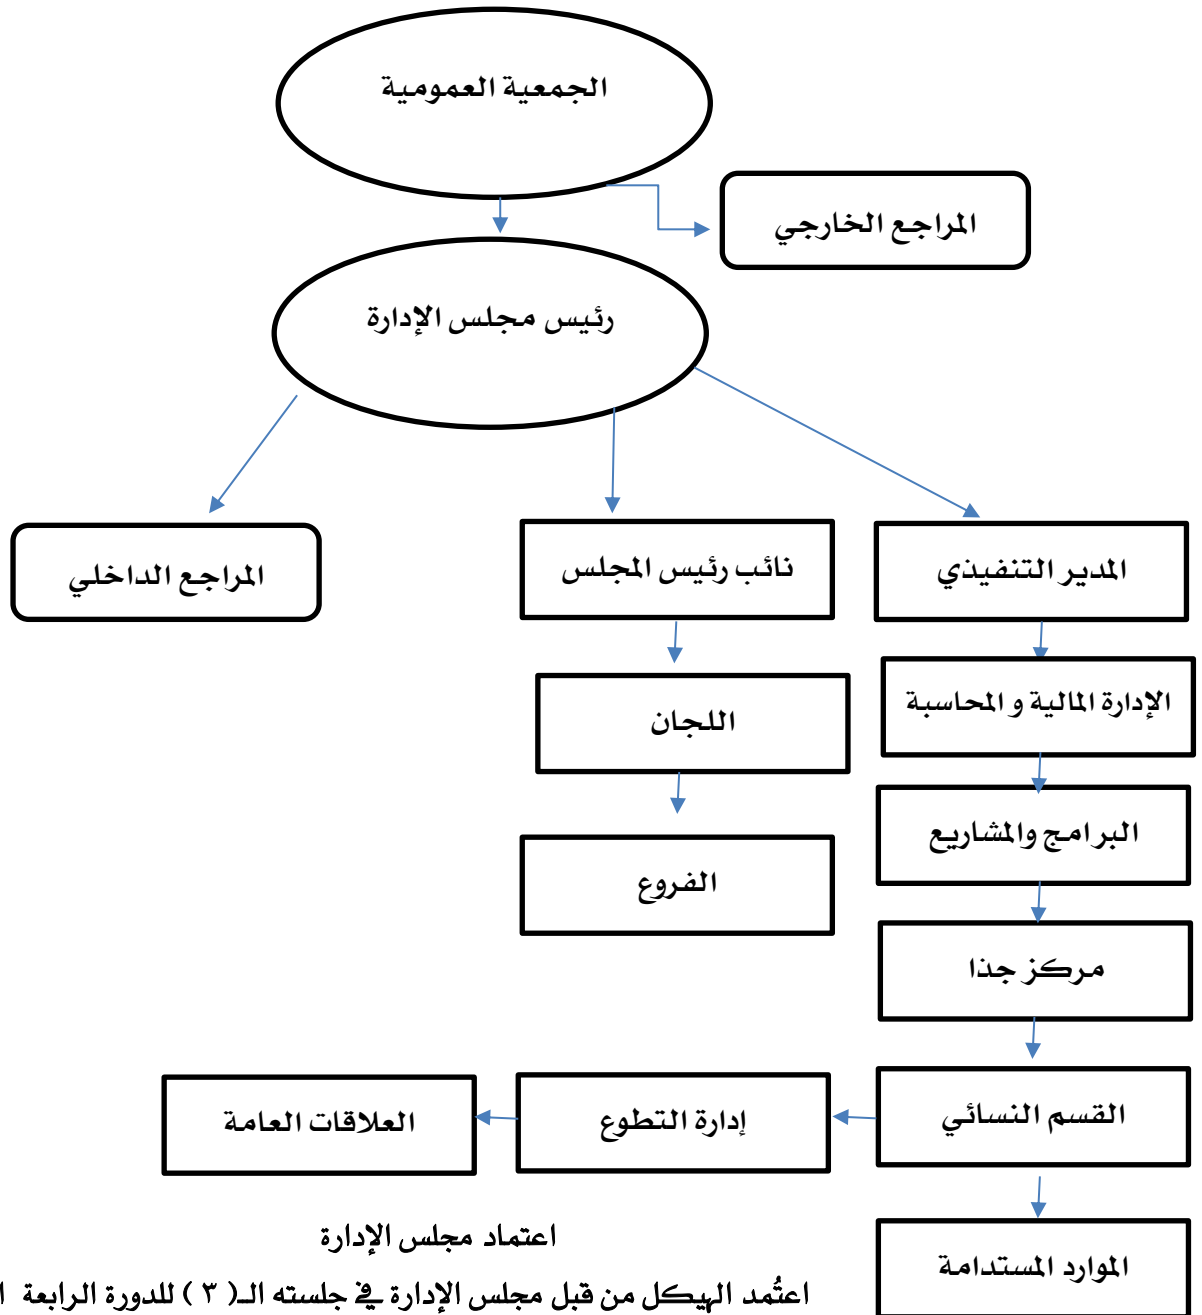 الجمعية العمومية
المراجع الخارجي
رئيس مجلس الإدارة
المدير التنفيذي
نائب رئيس المجلس
المراجع الداخلي
الإدارة المالية و المحاسبة
اللجان
البرامج والمشاريع
الفروع
مركز جذا
القسم النسائي
إدارة التطوع
العلاقات العامة
الموارد المستدامة
اعتماد مجلس الإدارة
اعتُمد الهيكل من قبل مجلس الإدارة في جلسته الـ( ٣ ) للدورة الرابعة